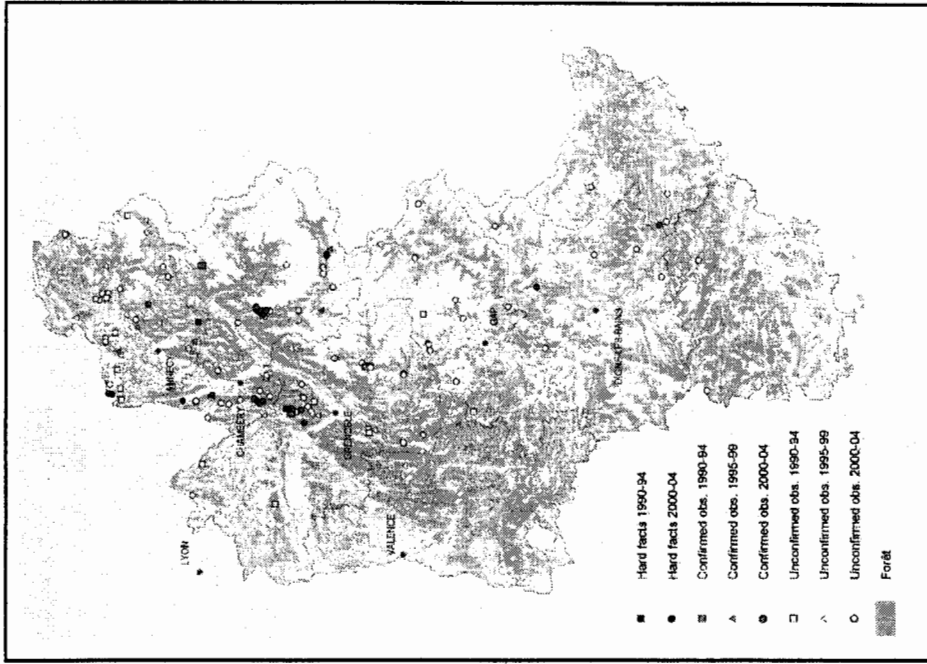 LYON
ANNECY
CHAMBERY
GRENOBLE
VALENCE
GAP
DIGNE-LES-BAINS
Hard facts 1990-94
Hard facts 2000-04
Confirmed obs. 1990-94
Confirmed obs. 1995-99
Confirmed obs. 2000-04
Unconfirmed obs. 1990-94
Unconfirmed obs. 1995-99
Unconfirmed obs. 2000-04
Forêt